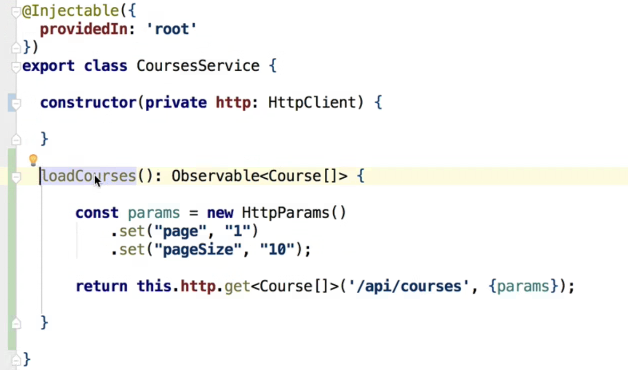 @Injectable({
  providedIn: 'root'
})
export class CoursesService {
  constructor(private http: HttpClient) {
  }
  loadCourses(): Observable<Course[]> {
      const params = new HttpParams()
          .set("page", "1")
          .set("pageSize", "10");
      return this.http.get<Course[]>('/api/courses', {params});
  }
}